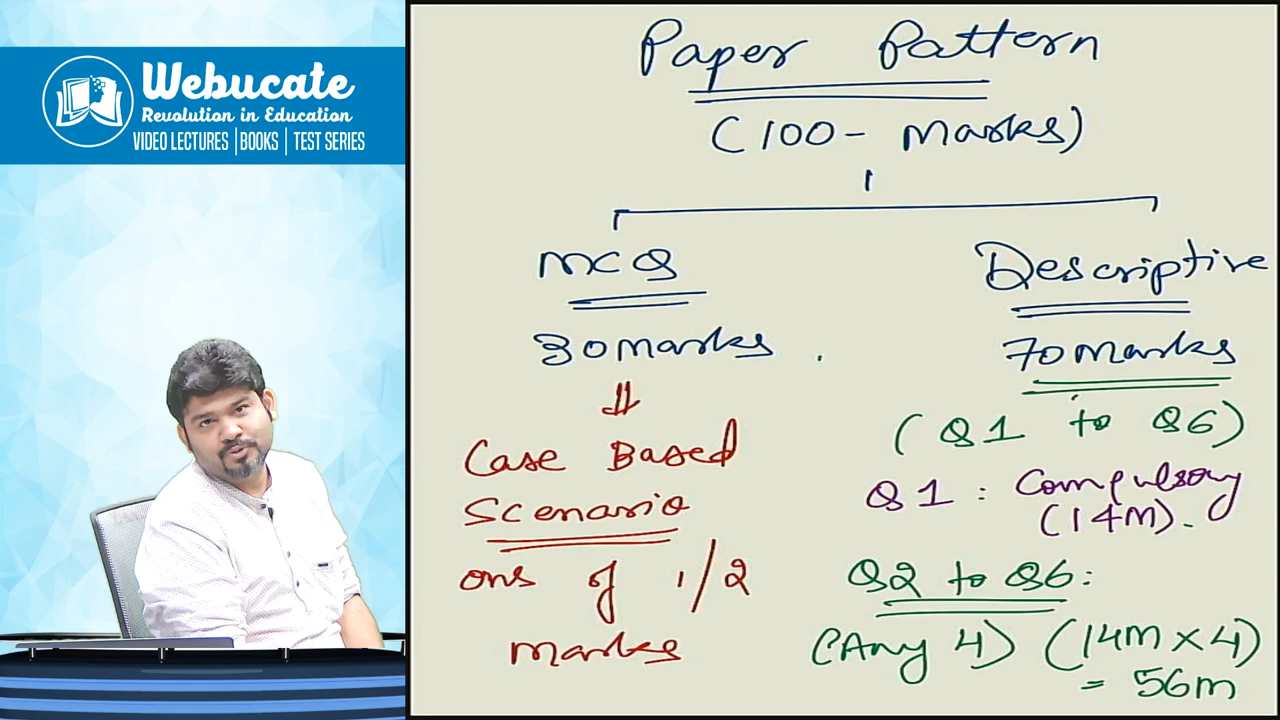 Webucate
Revolution in Education
VIDEO LECTURES | BOOKS | TEST SERIES
Paper Pattern
(100 - Marks)
MCQ
30 marks
Case Based
Scenario
Qns of 1/2
marks
Descriptive
70 Marks
(Q1 to Q6)
Q1 : Compulsory
(14M).
Q2 to Q6:
(Any 4) (14M x 4)
= 56m